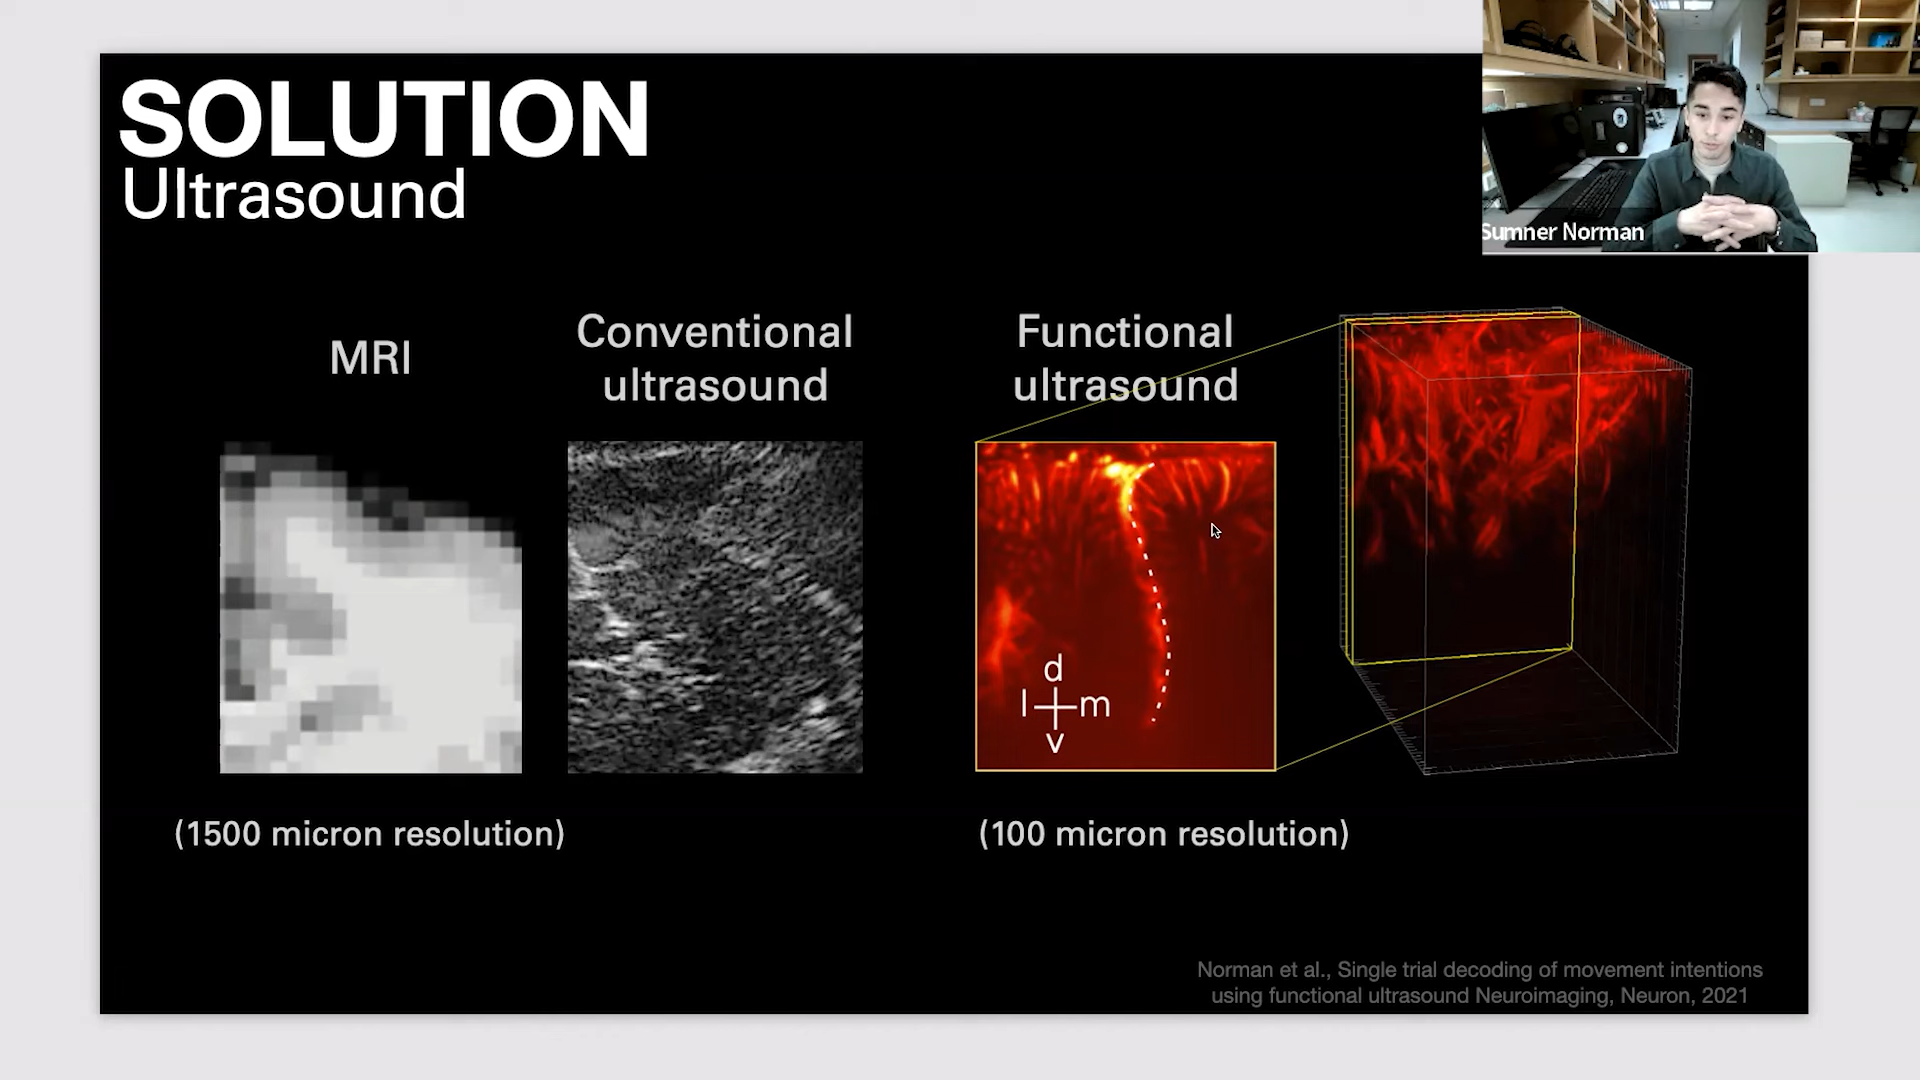 SOLUTION
Ultrasound
Sumner Norman
MRI
Conventional
ultrasound
Functional
ultrasound
d
l m
v
(1500 micron resolution)
(100 micron resolution)
Norman et al., Single trial decoding of movement intentions
using functional ultrasound Neuroimaging, Neuron, 2021